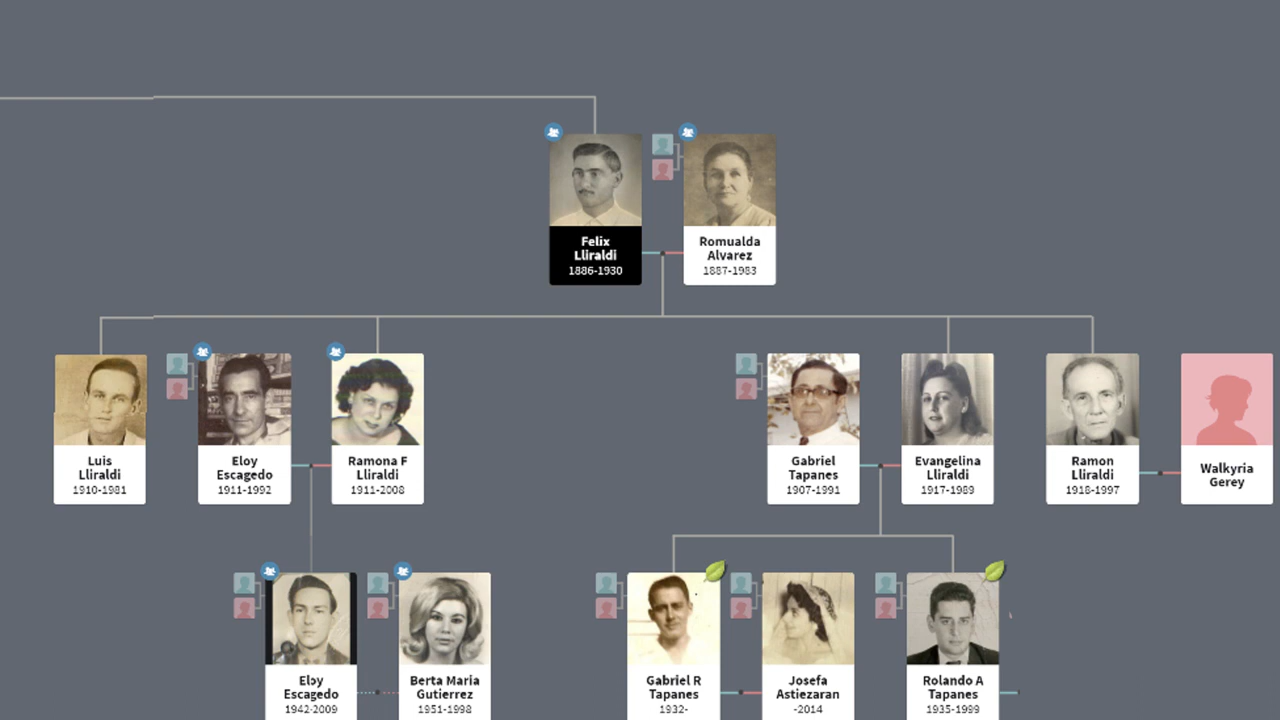 Felix
Lliraldi
1886-1930
Romualda
Alvarez
1887-1983
Luis
Lliraldi
1910-1981
Eloy
Escagedo
1911-1992
Ramona F
Lliraldi
1911-2008
Gabriel
Tapanes
1907-1991
Evangelina
Lliraldi
1917-1989
Ramon
Lliraldi
1918-1997
Walkyria
Gerey
Eloy
Escagedo
1942-2009
Berta Maria
Gutierrez
1951-1998
Gabriel R
Tapanes
1932-
Josefa
Astiezaran
-2014
Rolando A
Tapanes
1935-1999